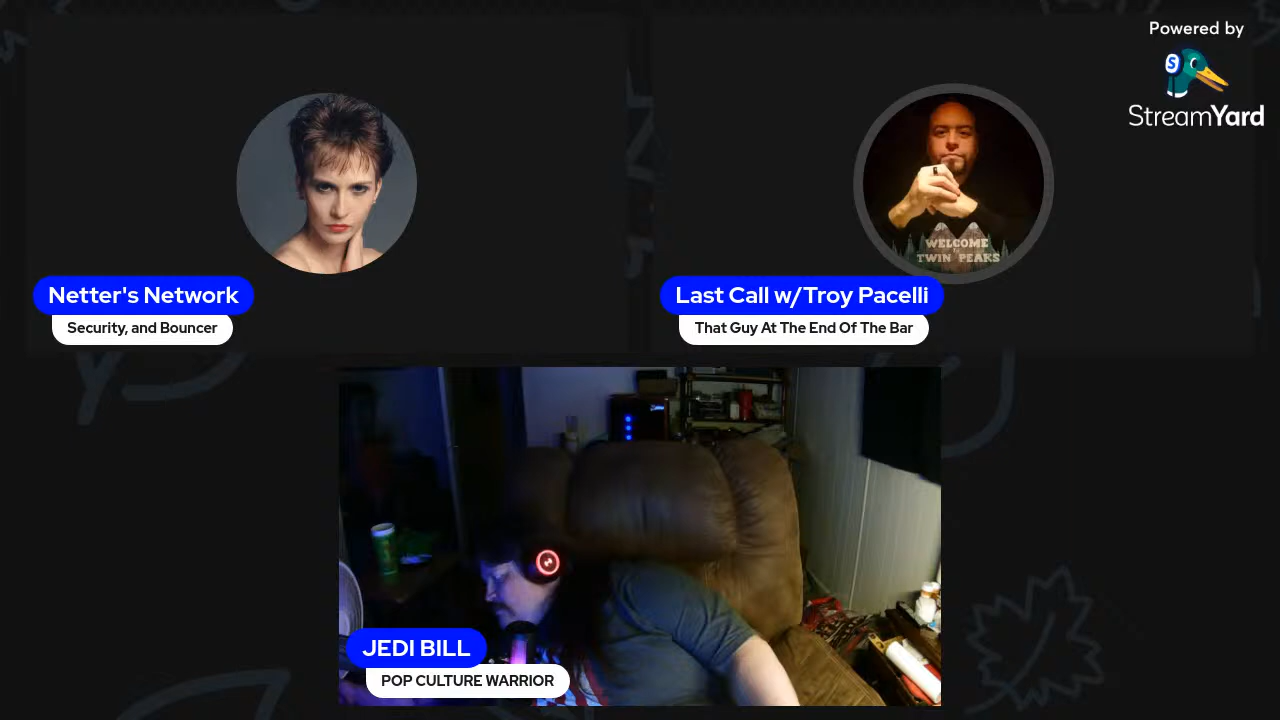 Powered by
StreamYard
WELCOME
TWIN PEAKS
Netter's Network
Security, and Bouncer
Last Call w/Troy Pacelli
That Guy At The End Of The Bar
JEDI BILL
POP CULTURE WARRIOR